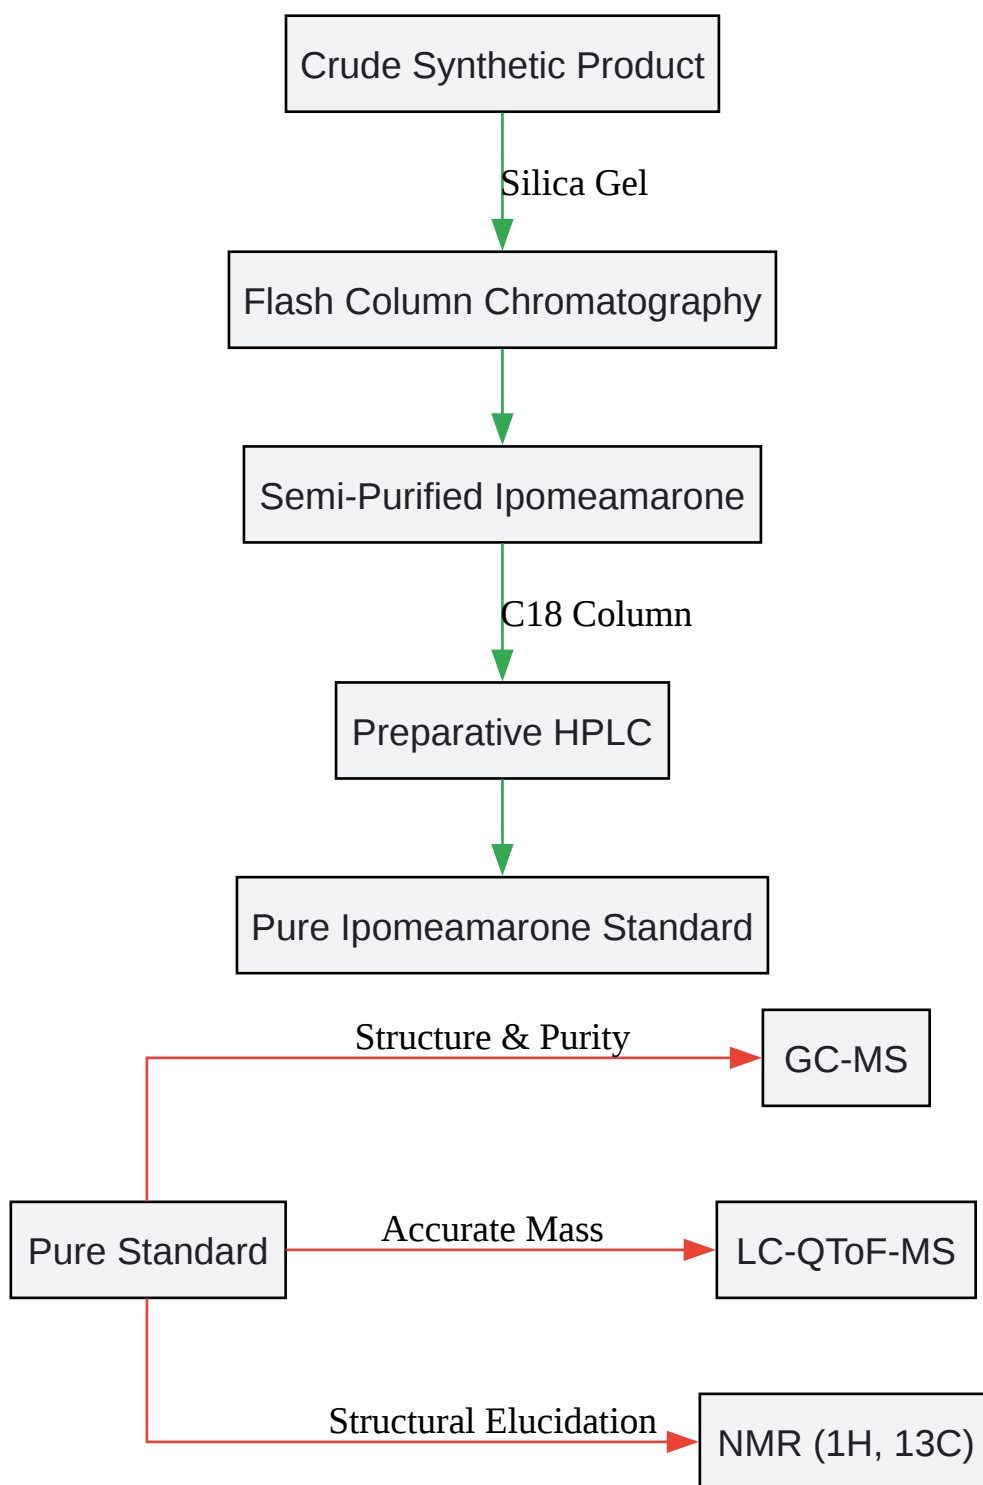 Crude Synthetic Product
Silica Gel
Flash Column Chromatography
Semi-Purified Ipomeamarone
C18 Column
Preparative HPLC
Pure Ipomeamarone Standard
Structure & Purity
GC-MS
Pure Standard
Accurate Mass
LC-QToF-MS
Structural Elucidation
NMR (1H, 13C)